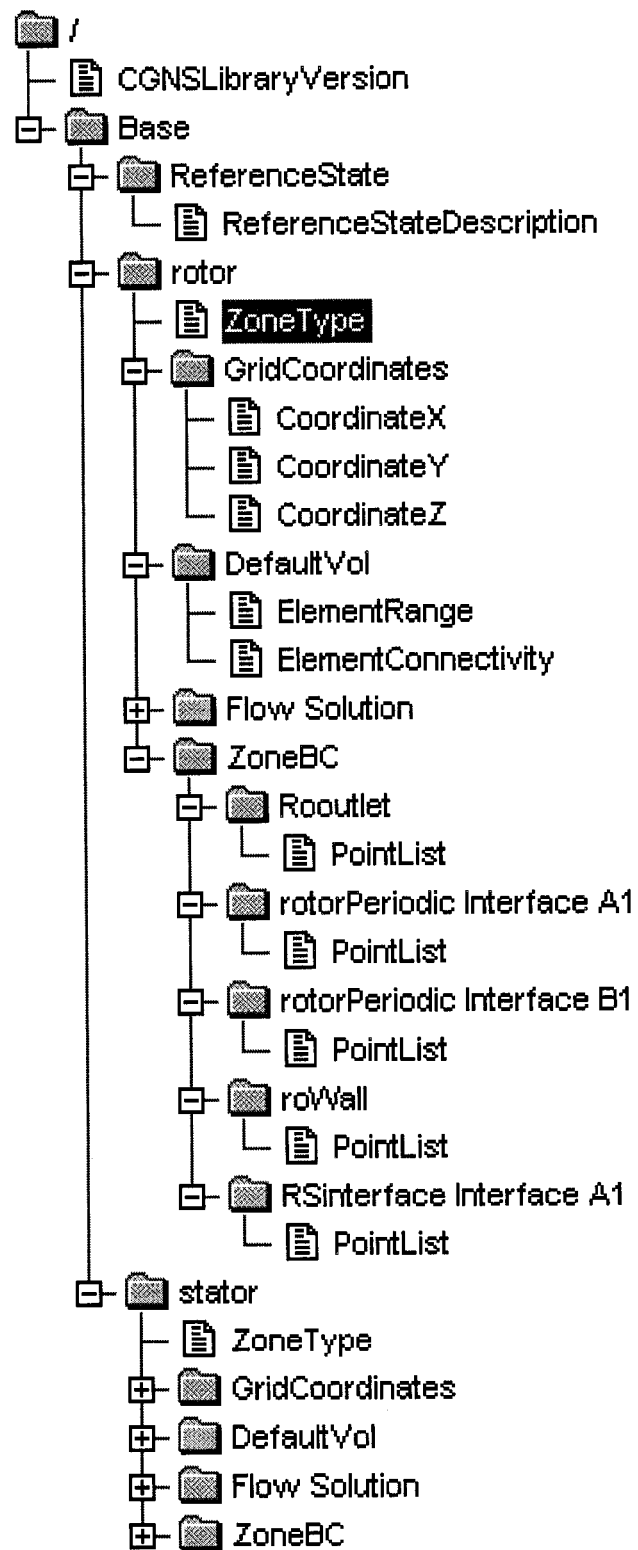 /
CGNSLibraryVersion
Base
ReferenceState
ReferenceStateDescription
rotor
ZoneType
GridCoordinates
CoordinateX
CoordinateY
CoordinateZ
DefaultVol
ElementRange
ElementConnectivity
Flow Solution
ZoneBC
Rooutlet
PointList
rotorPeriodic Interface A1
PointList
rotorPeriodic Interface B1
PointList
roWall
PointList
RSinterface Interface A1
PointList
stator
ZoneType
GridCoordinates
DefaultVol
Flow Solution
ZoneBC